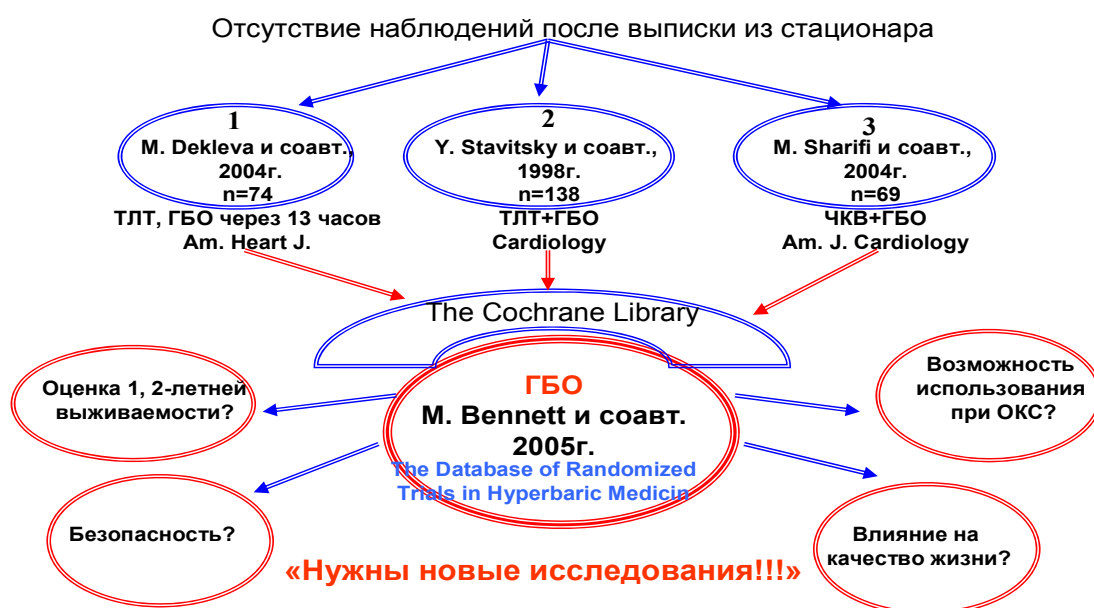 Отсутствие наблюдений после выписки из стационара
1
М. Dekleva и соавт.,
2004г.
n=74
ТЛТ, ГБО через 13 часов
Am. Heart J.
2
Y. Stavitsky и соавт.,
1998г.
n=138
ТЛТ+ГБО
Cardiology
3
M. Sharifi и соавт.,
2004г.
n=69
ЧКВ+ГБО
Am. J. Cardiology
The Cochrane Library
ГБО
M. Bennett и соавт.
2005г.
The Database of Randomized
Trials in Hyperbaric Medicin
Оценка 1, 2-летней
выживаемости?
Возможность
использования
при ОКС?
Безопасность?
Влияние на
качество жизни?
«Нужны новые исследования!!!»